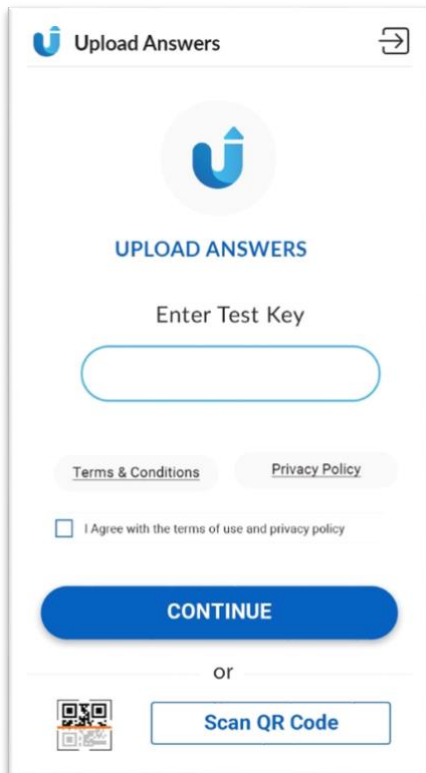 Upload Answers
UPLOAD ANSWERS
Enter Test Key
Terms & Conditions Privacy Policy
I Agree with the terms of use and privacy policy
CONTINUE
or
Scan QR Code